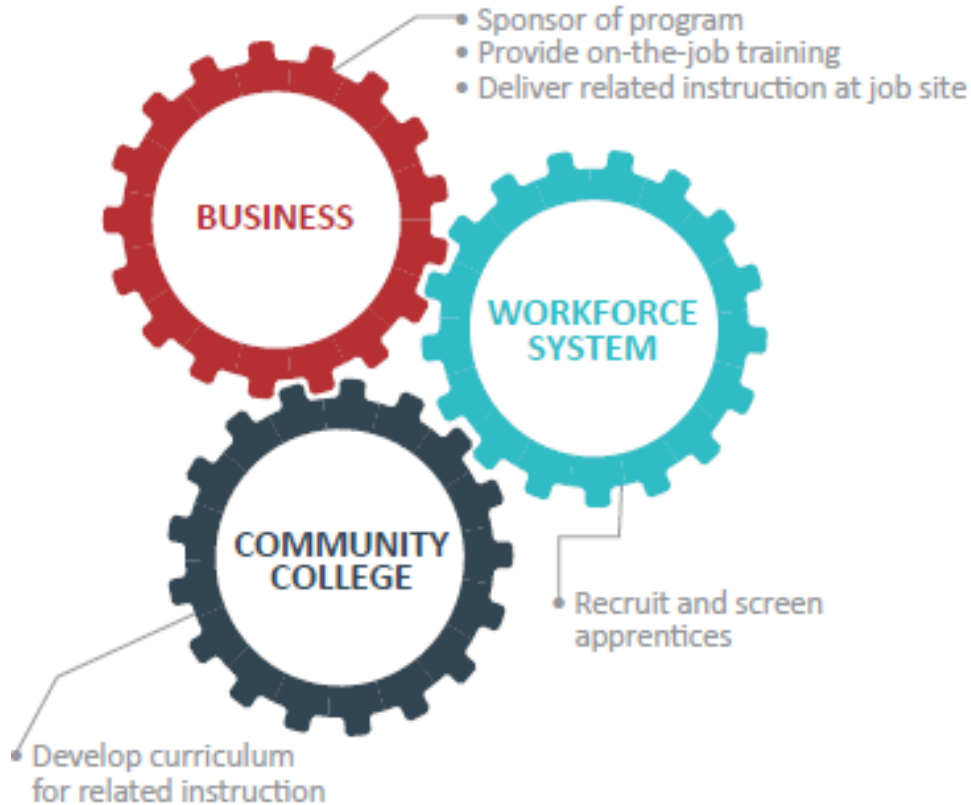 • Sponsor of program
• Provide on-the-job training
• Deliver related instruction at job site
BUSINESS
WORKFORCE
SYSTEM
COMMUNITY
COLLEGE
• Recruit and screen
apprentices
• Develop curriculum
for related instruction